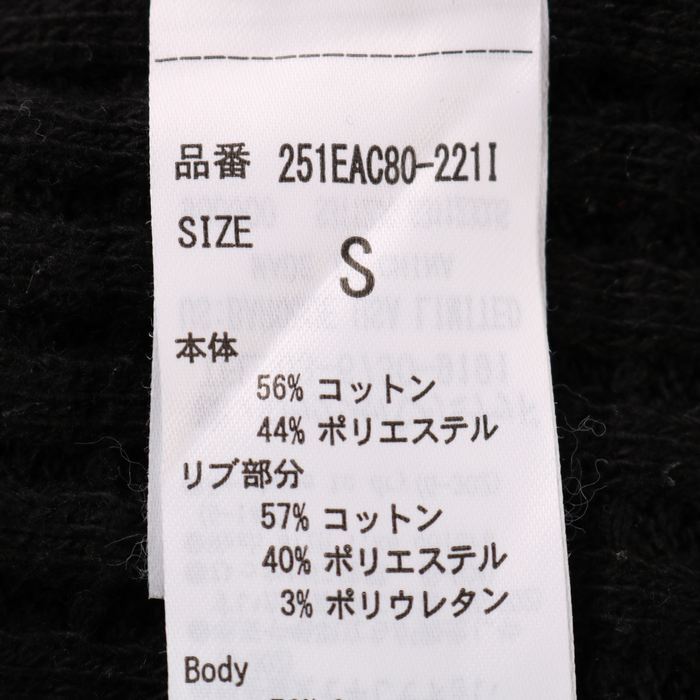 品番 251EAC80-221I
SIZE
S
本体
56% コットン
44% ポリエステル
リブ部分
57% コットン
40% ポリエステル
3% ポリウレタン
Body